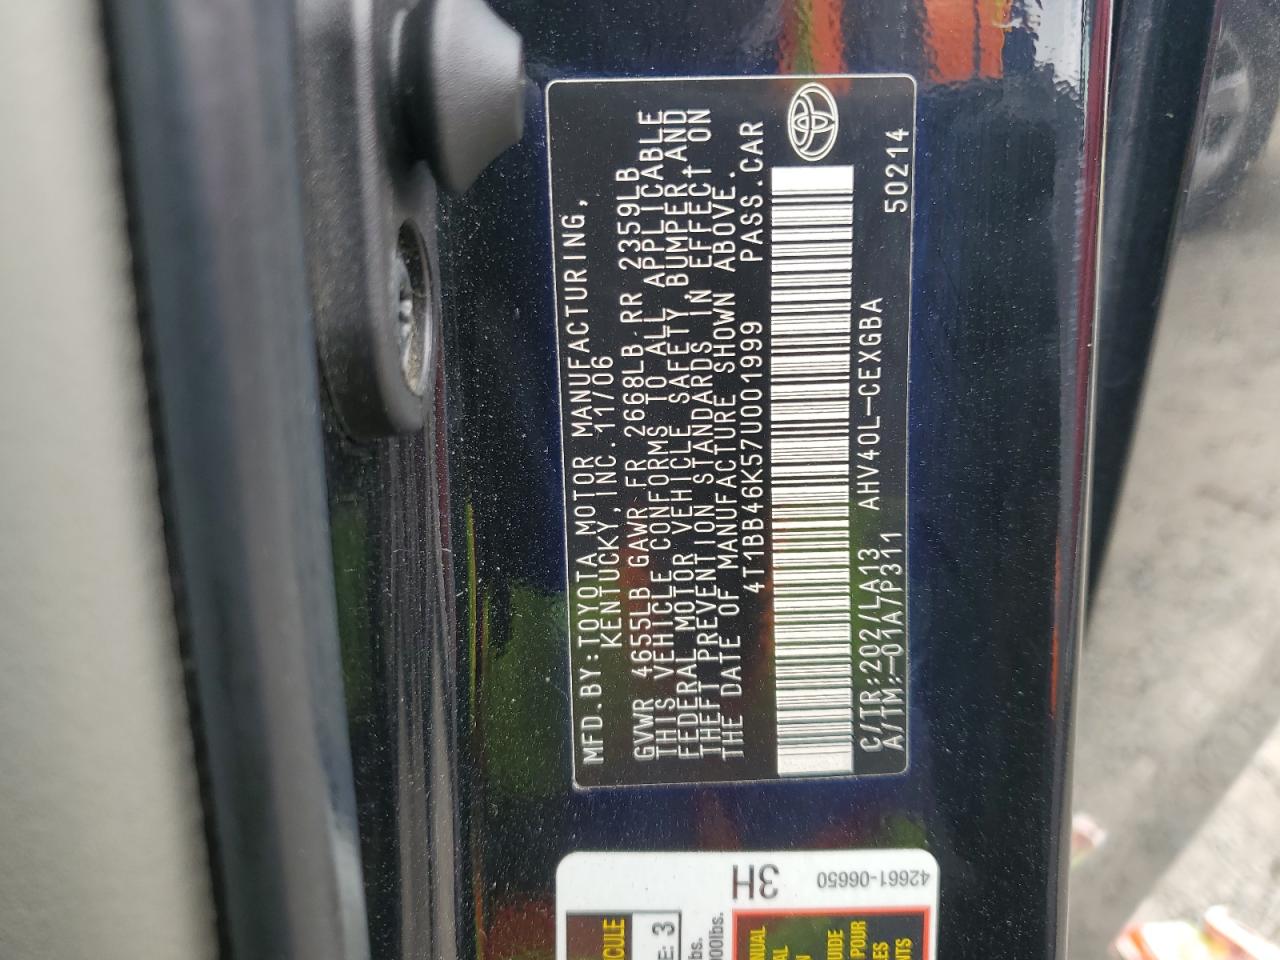 MFD.BY:TOYOTA MOTOR MANUFACTURING,
KENTUCKY,INC.11/06
GVWR 4655LB GAWR FR 2668LB RR 2359LB
THIS VEHICLE CONFORMS TO ALL APPLICABLE
FEDERAL MOTOR VEHICLE SAFETY,BUMPER,AND
THEFT PREVENTION STANDARDS IN EFFECT ON
THE DATE OF MANUFACTURE SHOWN ABOVE.
4T1BB46K57U001999 PASS.CAR
C/TR:202/LA13 AHV40L-CEXGBA 50214
A/TM:-01A/P311
3H
42661-06650
E: 3